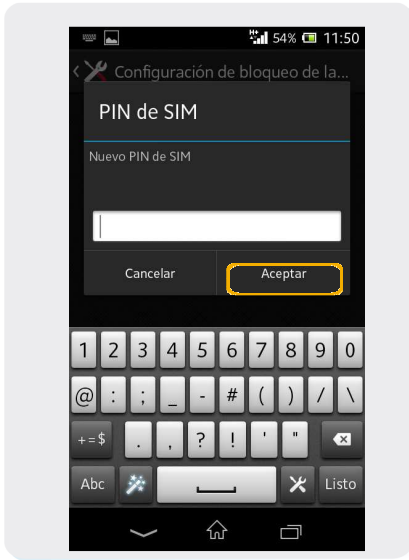 54% 11:50
Configuración de bloqueo de la...
PIN de SIM
Nuevo PIN de SIM
Cancelar Aceptar
1 2 3 4 5 6 7 8 9 0
@ : ; _ - # ( ) / \
+=$ . , ? ! ' "
Abc Listo